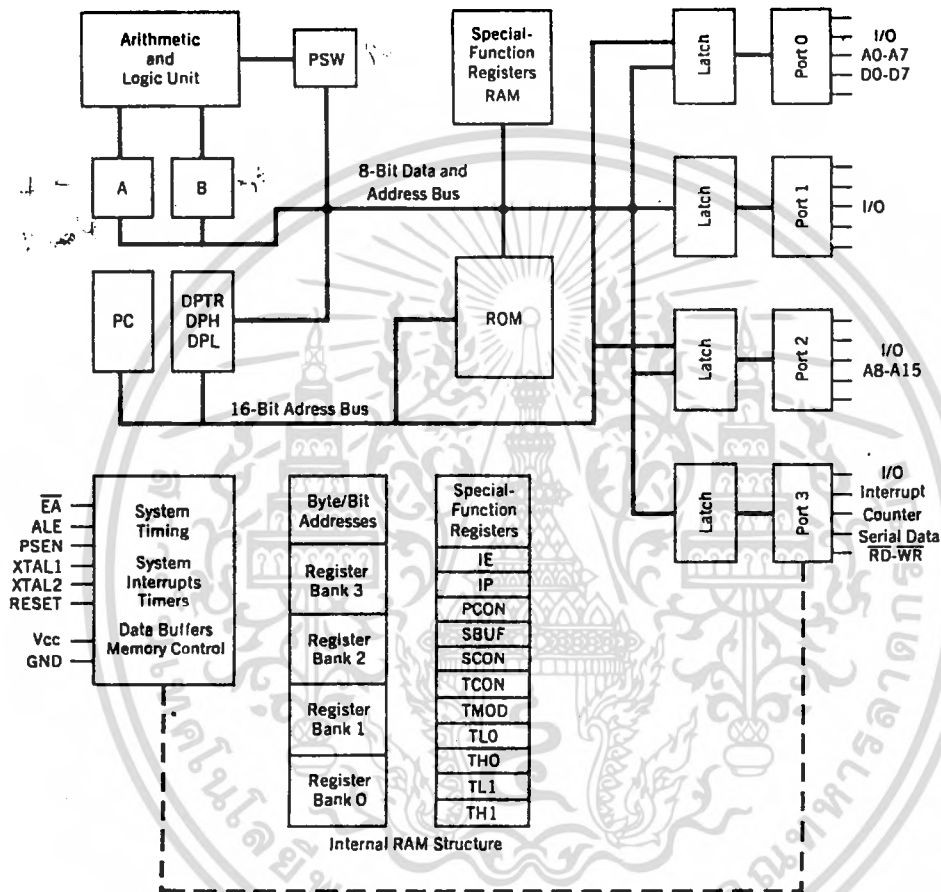 Arithmetic
and
Logic Unit
PSW
Special-
Function
Registers
RAM
Latch
Port 0
I/O
A0-A7
D0-D7
A
B
8-Bit Data and
Address Bus
Latch
Port 1
I/O
PC
DPTR
DPH
DPL
ROM
Latch
Port 2
I/O
A8-A15
16-Bit Adress Bus
Latch
Port 3
I/O
Interrupt
Counter
Serial Data
RD-WR
EA
ALE
PSEN
XTAL1
XTAL2
RESET
Vcc
GND
System
Timing
System
Interrupts
Timers
Data Buffers
Memory Control
Byte/Bit
Addresses
Register
Bank 3
Register
Bank 2
Register
Bank 1
Register
Bank 0
Special-
Function
Registers
IE
IP
PCON
SBUF
SCON
TCON
TMOD
TL0
TH0
TL1
TH1
Internal RAM Structure